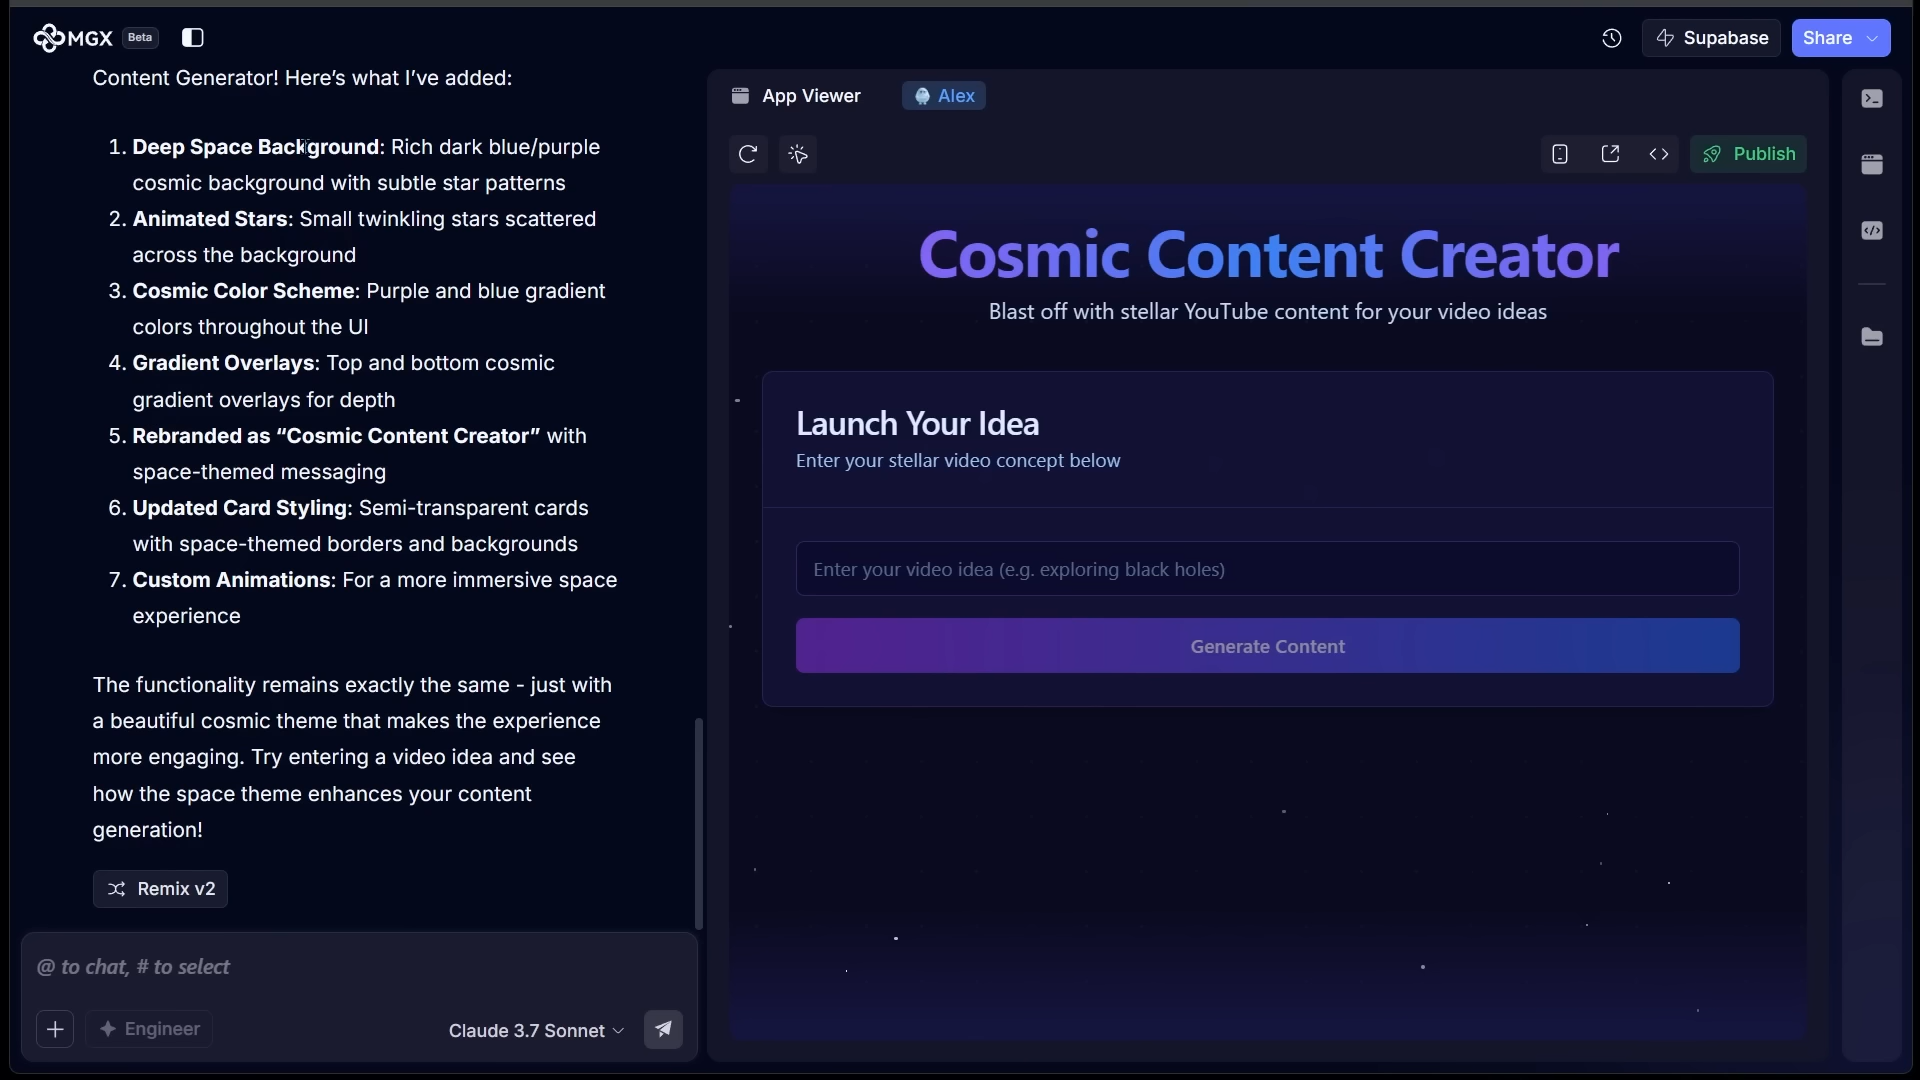 MGX Beta
Supabase
Share
Content Generator! Here’s what I’ve added:
1. Deep Space Background: Rich dark blue/purple
cosmic background with subtle star patterns
2. Animated Stars: Small twinkling stars scattered
across the background
3. Cosmic Color Scheme: Purple and blue gradient
colors throughout the UI
4. Gradient Overlays: Top and bottom cosmic
gradient overlays for depth
5. Rebranded as “Cosmic Content Creator” with
space-themed messaging
6. Updated Card Styling: Semi-transparent cards
with space-themed borders and backgrounds
7. Custom Animations: For a more immersive space
experience
The functionality remains exactly the same - just with
a beautiful cosmic theme that makes the experience
more engaging. Try entering a video idea and see
how the space theme enhances your content
generation!
Remix v2
@ to chat, # to select
Engineer
Claude 3.7 Sonnet
App Viewer
Alex
Publish
Cosmic Content Creator
Blast off with stellar YouTube content for your video ideas
Launch Your Idea
Enter your stellar video concept below
Enter your video idea (e.g. exploring black holes)
Generate Content